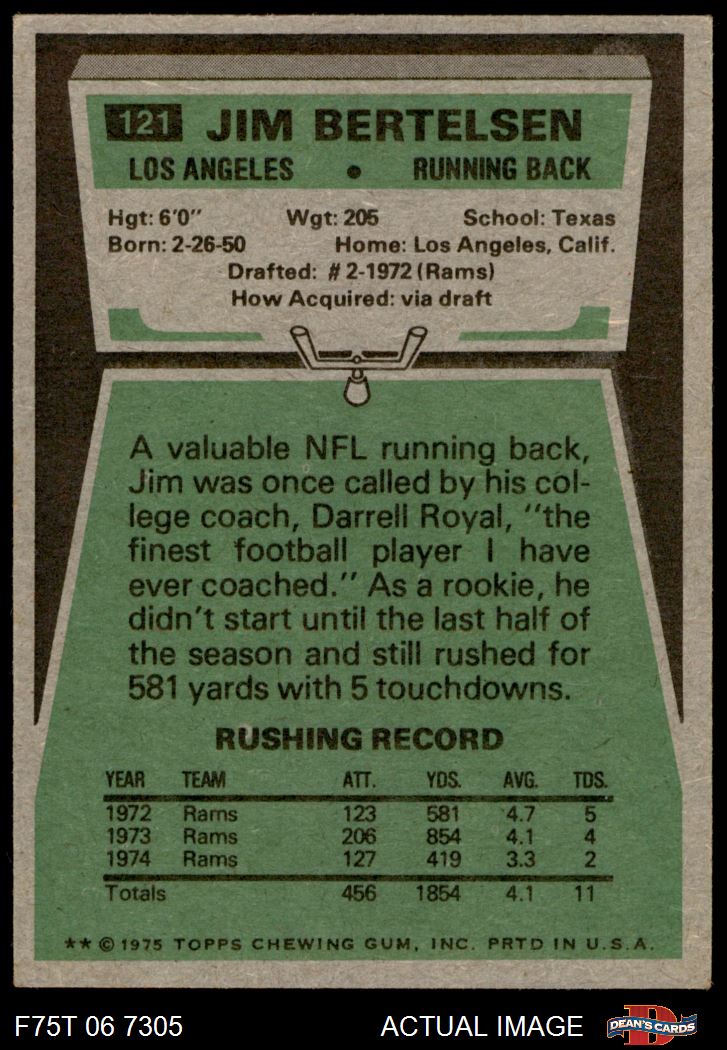 121 JIM BERTELSEN
LOS ANGELES • RUNNING BACK
Hgt: 6'0" Wgt: 205 School: Texas
Born: 2-26-50 Home: Los Angeles, Calif.
Drafted: #2-1972 (Rams)
How Acquired: via draft
A valuable NFL running back,
Jim was once called by his col-
lege coach, Darrell Royal, "the
finest football player I have
ever coached." As a rookie, he
didn't start until the last half of
the season and still rushed for
581 yards with 5 touchdowns.
RUSHING RECORD
YEAR TEAM ATT. YDS. AVG. TDS.
1972 Rams 123 581 4.7 5
1973 Rams 206 854 4.1 4
1974 Rams 127 419 3.3 2
Totals 456 1854 4.1 11
** © 1975 TOPPS CHEWING GUM, INC. PRTD IN U.S.A.
F75T 06 7305 ACTUAL IMAGE D DEAN'S CARDS